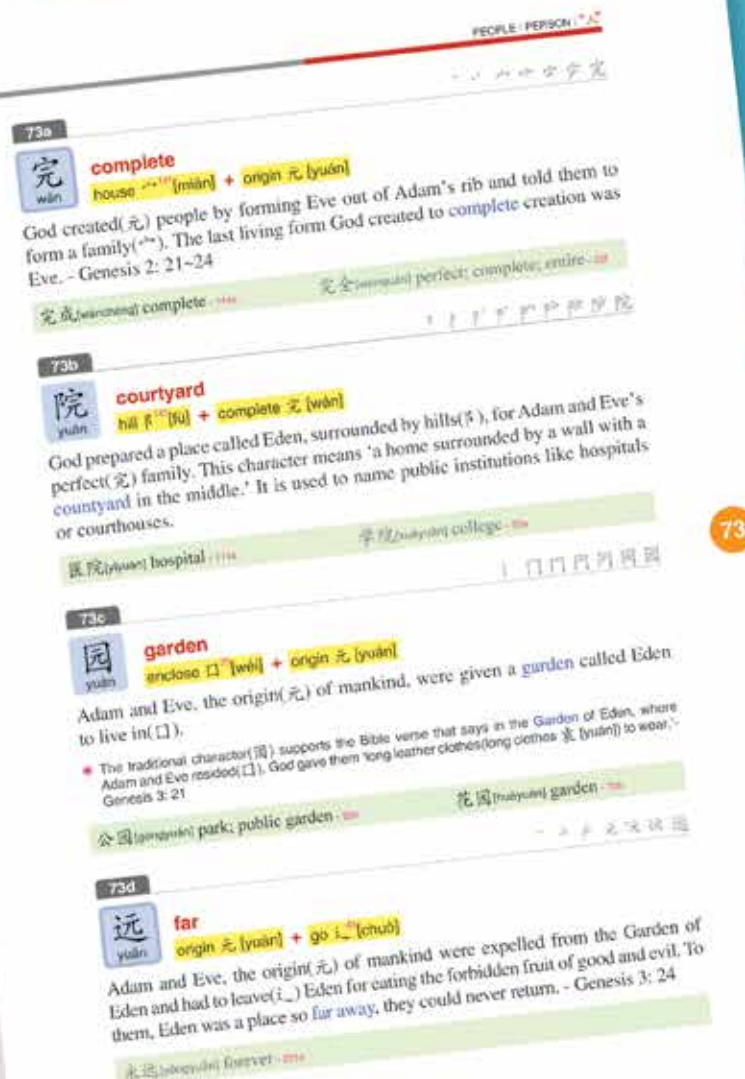 PEOPLE : PERSON : "人"
73a
完
wán
complete
house 宀 [mián] + origin 元 [yuán]
God created(元) people by forming Eve out of Adam's rib and told them to
form a family(宀). The last living form God created to complete creation was
Eve. - Genesis 2: 21~24
完成[wánchéng] complete
完全[wánquán] perfect; complete; entire
73b
院
yuàn
courtyard
hill 阝 [fù] + complete 完 [wán]
God prepared a place called Eden, surrounded by hills(阝), for Adam and Eve's
perfect(完) family. This character means 'a home surrounded by a wall with a
countyard in the middle.' It is used to name public institutions like hospitals
or courthouses.
医院[yīyuàn] hospital
学院[xuéyuàn] college
73
73c
园
yuán
garden
enclose 囗 [wéi] + origin 元 [yuán]
Adam and Eve, the origin(元) of mankind, were given a garden called Eden
to live in(囗).
* The traditional character(園) supports the Bible verse that says in the Garden of Eden, where
Adam and Eve resided(囗), God gave them 'long leather clothes(long clothes 袁 [yuán]) to wear.'-
Genesis 3: 21
公园[gōngyuán] park; public garden
花园[huāyuán] garden
73d
远
yuǎn
far
origin 元 [yuán] + go 辶 [chuò]
Adam and Eve, the origin(元) of mankind were expelled from the Garden of
Eden and had to leave(辶) Eden for eating the forbidden fruit of good and evil. To
them, Eden was a place so far away, they could never return. - Genesis 3: 24
永远[yǒngyuǎn] forever